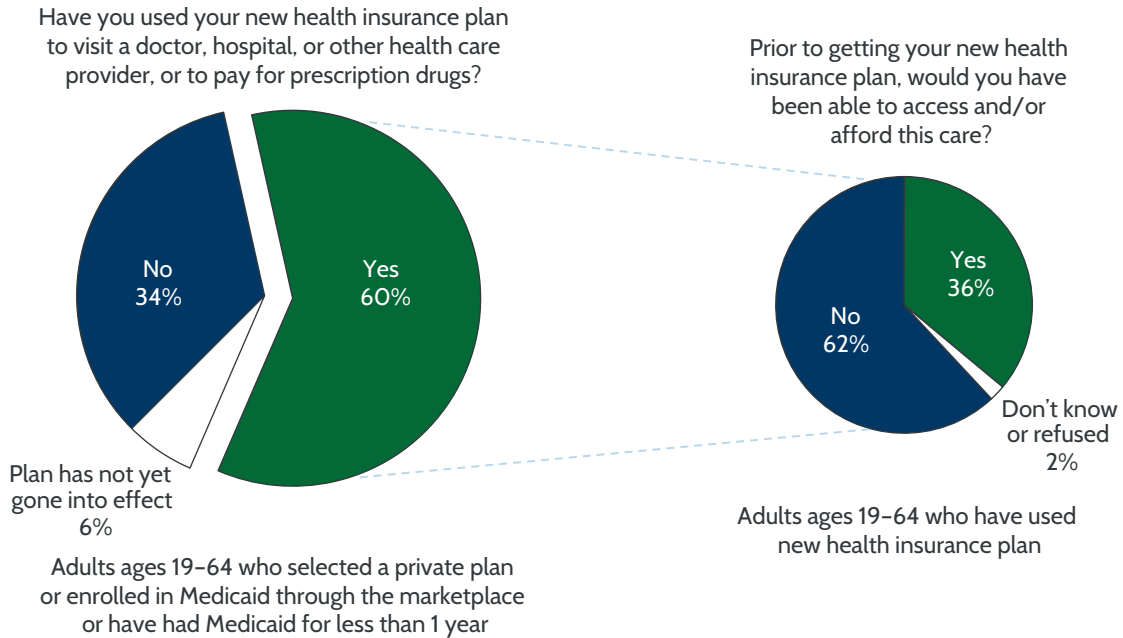 Have you used your new health insurance plan
to visit a doctor, hospital, or other health care
provider, or to pay for prescription drugs?
No
34%
Yes
60%
Plan has not yet
gone into effect
6%
Adults ages 19–64 who selected a private plan
or enrolled in Medicaid through the marketplace
or have had Medicaid for less than 1 year
Prior to getting your new health
insurance plan, would you have
been able to access and/or
afford this care?
Yes
36%
No
62%
Don’t know
or refused
2%
Adults ages 19–64 who have used
new health insurance plan